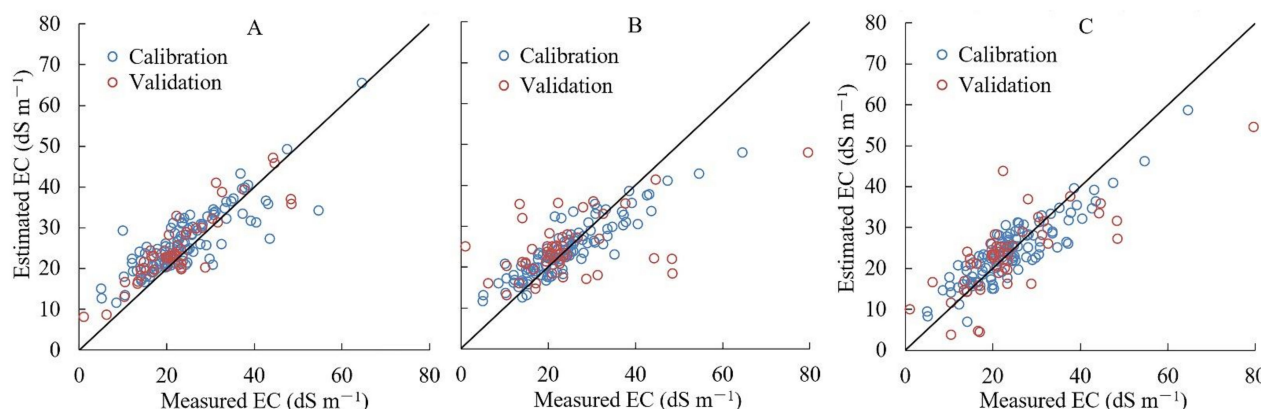 A
Calibration
Validation
Estimated EC (dS m−1)
80
70
60
50
40
30
20
10
0
0 20 40 60 80
Measured EC (dS m−1)
B
Calibration
Validation
0 20 40 60 80
Measured EC (dS m−1)
C
Calibration
Validation
Estimated EC (dS m−1)
80
70
60
50
40
30
20
10
0
0 20 40 60 80
Measured EC (dS m−1)